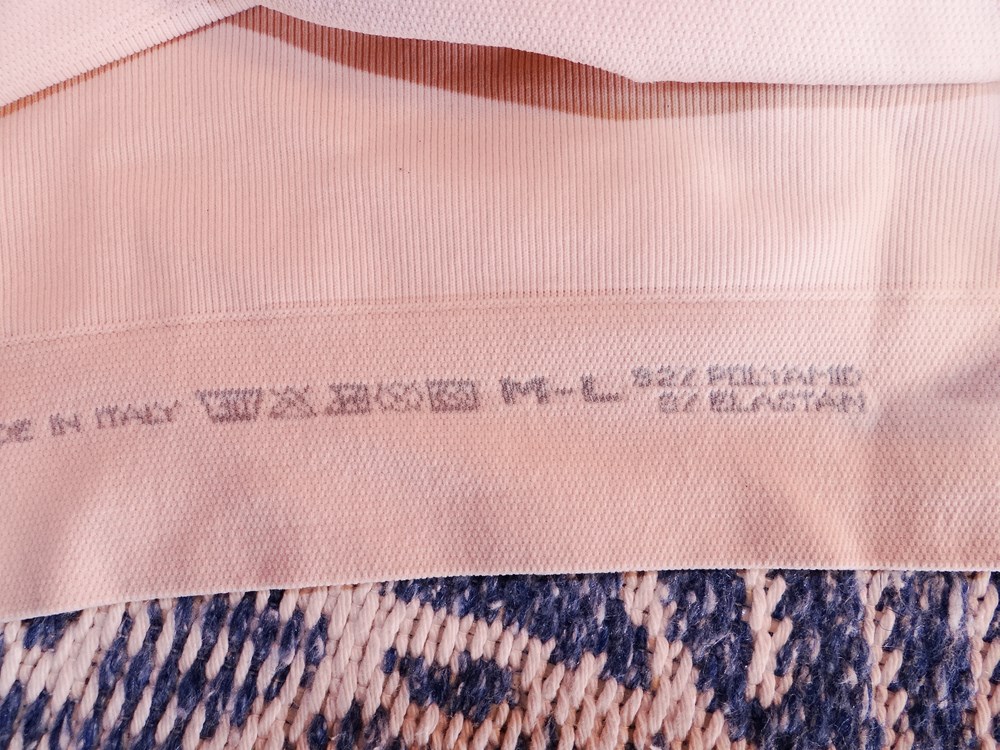 DE IN ITALY M-L 92% POLYAMID
8% ELASTAN